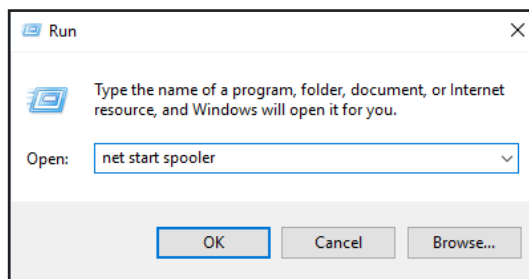 Run
Type the name of a program, folder, document, or Internet
resource, and Windows will open it for you.
Open: net start spooler
OK Cancel Browse...